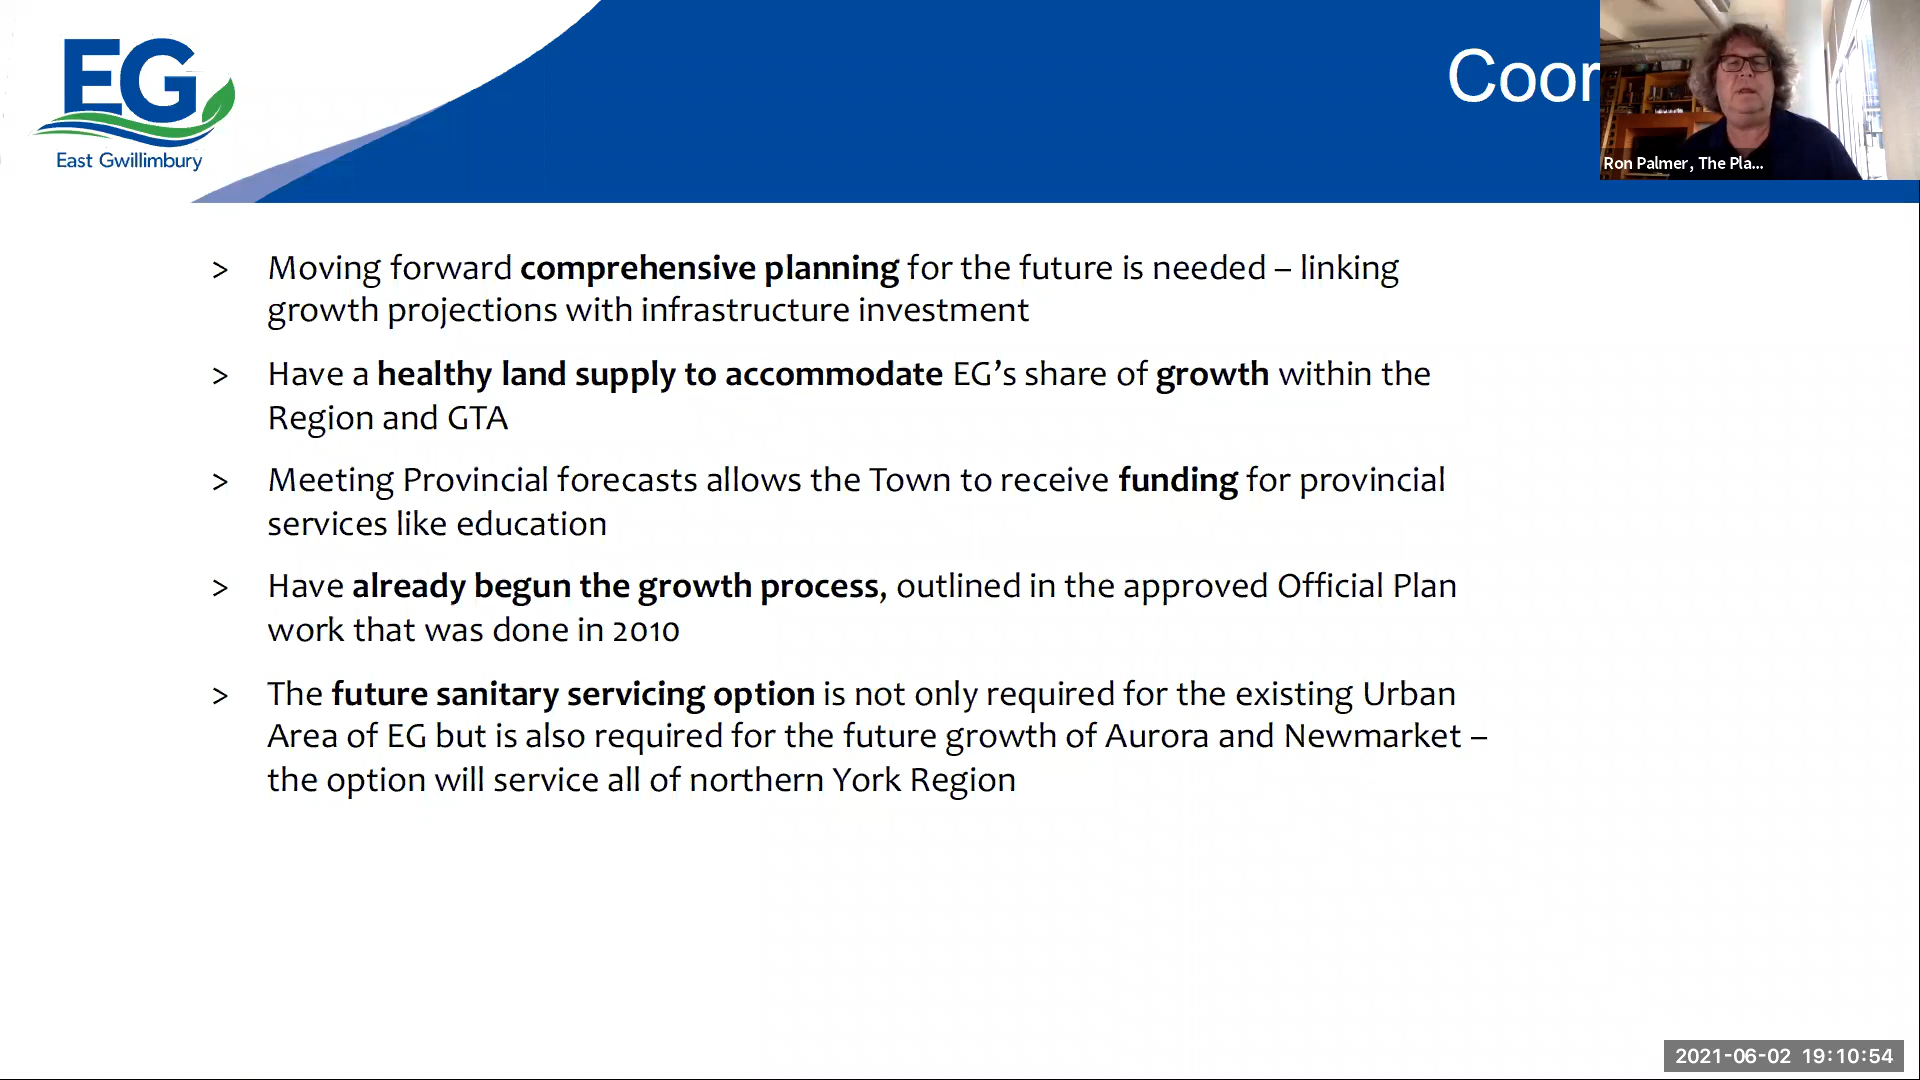 EG
East Gwillimbury
Coor
Ron Palmer, The Pla...
> Moving forward comprehensive planning for the future is needed – linking
growth projections with infrastructure investment
> Have a healthy land supply to accommodate EG’s share of growth within the
Region and GTA
> Meeting Provincial forecasts allows the Town to receive funding for provincial
services like education
> Have already begun the growth process, outlined in the approved Official Plan
work that was done in 2010
> The future sanitary servicing option is not only required for the existing Urban
Area of EG but is also required for the future growth of Aurora and Newmarket –
the option will service all of northern York Region
2021-06-02 19:10:54